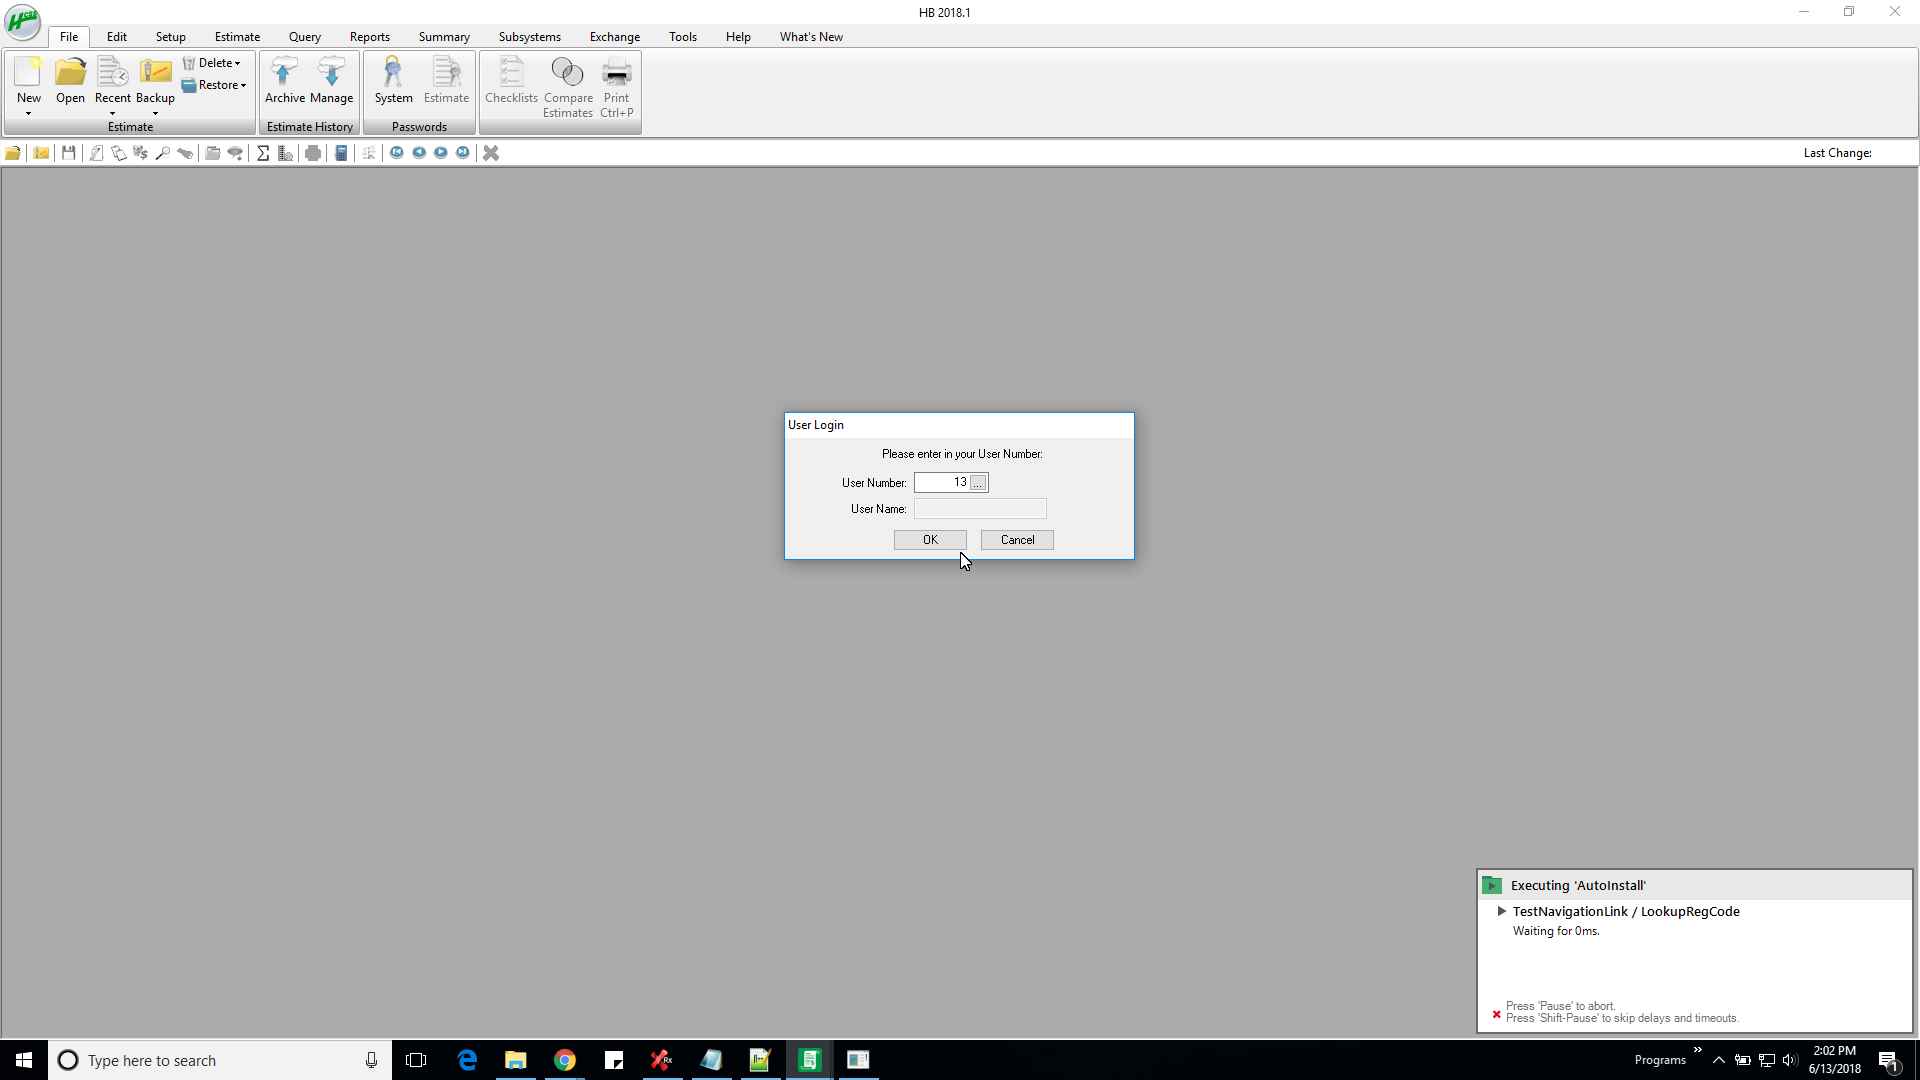 HB 2018.1
File Edit Setup Estimate Query Reports Summary Subsystems Exchange Tools Help What's New
New Open Recent Backup Delete Restore
Archive Manage
System Estimate
Checklists Compare Estimates Print Ctrl+P
Estimate Estimate History Passwords
Last Change:
User Login
Please enter in your User Number:
User Number: 13 ...
User Name:
OK Cancel
Executing 'AutoInstall'
TestNavigationLink / LookupRegCode
Waiting for 0ms.
Press 'Pause' to abort.
Press 'Shift-Pause' to skip delays and timeouts.
Type here to search
Programs
2:02 PM
6/13/2018
1